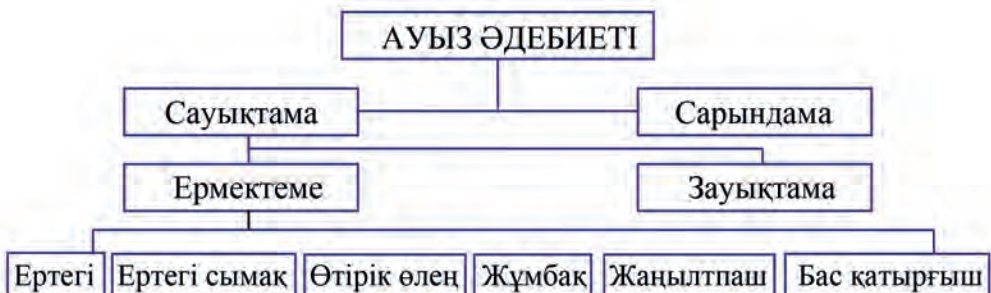 АУЫЗ ӘДЕБИЕТІ
Сауықтама Сарындама
Ермектеме Зауықтама
Ертегі Ертегі сымақ Өтірік өлең Жұмбақ Жаңылтпаш Бас қатырғыш